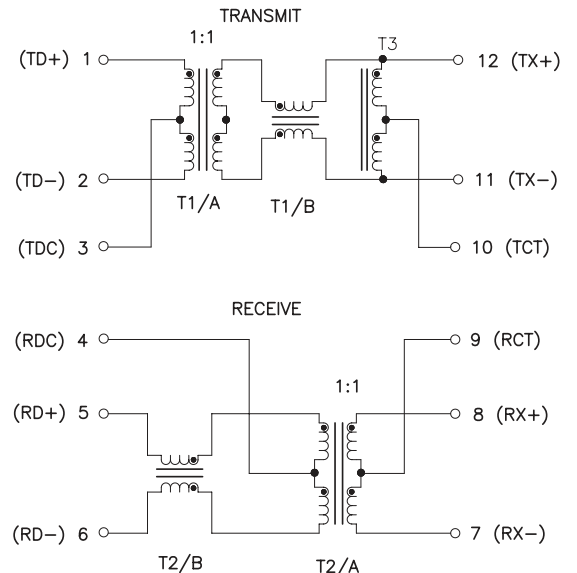 TRANSMIT
1:1
T3
(TD+) 1
12 (TX+)
(TD-) 2
11 (TX-)
T1/A
T1/B
(TDC) 3
10 (TCT)
RECEIVE
(RDC) 4
9 (RCT)
1:1
(RD+) 5
8 (RX+)
(RD-) 6
7 (RX-)
T2/B
T2/A